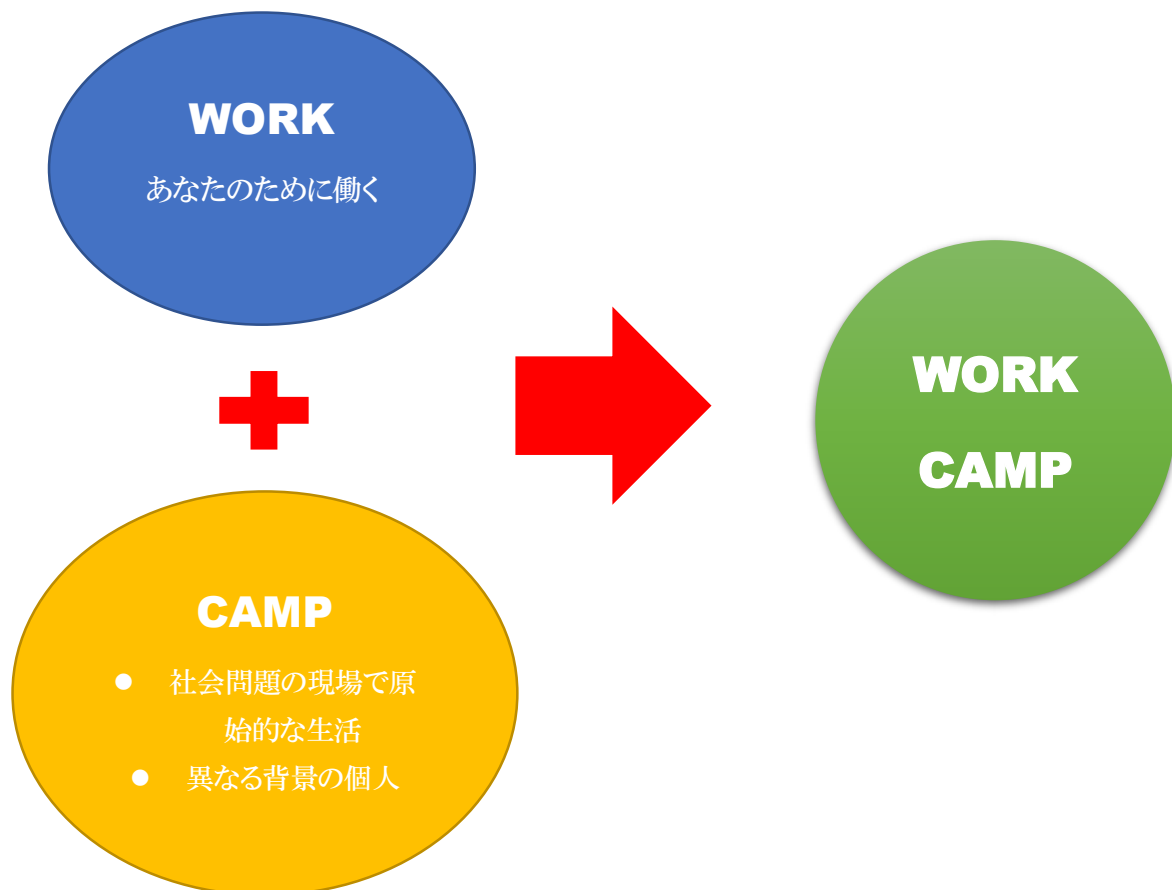 WORK
あなたのために働く
CAMP
● 社会問題の現場で原
始的な生活
● 異なる背景の個人
WORK
CAMP